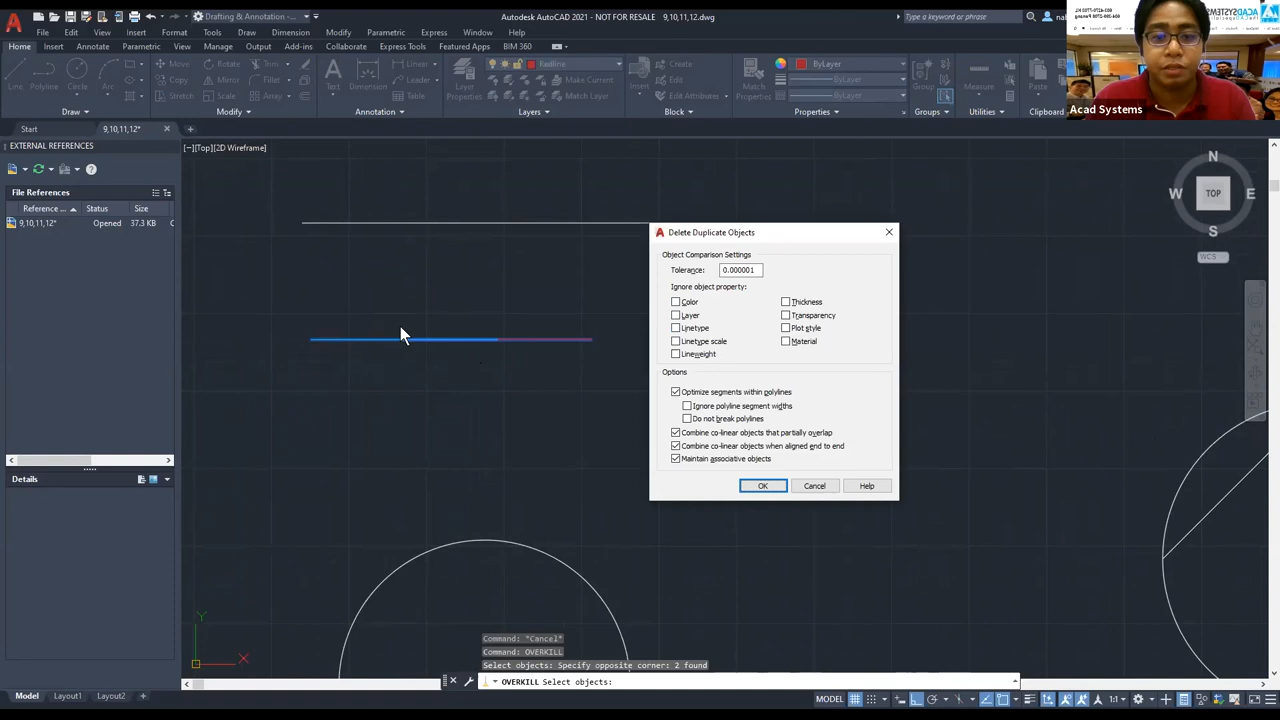 Drafting & Annotation
Autodesk AutoCAD
- NOT FOR RESALE
9,10,11,12.dwg
Type a keyword or phrase
File
Edit
View
Insert
Format
Tools
Draw
Dimension
Modify
Parametric
Express
Window
Help
Home
Insert
Annotate
Parametric
View
Manage
Output
Add-ins
Collaborate
Express Tools
Featured Apps
BIM 360
Line
Polyline
Circle
Arc
Move
Rotate
Trim
Copy
Mirror
Fillet
Stretch
Scale
Array
Text
Dimension
Linear
Leader
Table
Layer
Properties
Redline
Make Current
Match Layer
Insert
Create
Edit
Edit Attributes
Match
Properties
ByLayer
ByLayer
ByLayer
Group
Measure
Paste
Draw
Modify
Annotation
Layers
Block
Properties
Groups
Utilities
Clipboard
ACADSYSTEMS
Acad Systems
Start
9,10,11,12*
EXTERNAL REFERENCES
[−][Top][2D Wireframe]
File References
Reference ...
Status
Size
9,10,11,12*
Opened
37.3 KB
Details
N
W
TOP
E
S
WCS
Delete Duplicate Objects
Object Comparison Settings
Tolerance:
0.000001
Ignore object property:
Color
Thickness
Layer
Transparency
Linetype
Plot style
Linetype scale
Material
Lineweight
Options
Optimize segments within polylines
Ignore polyline segment widths
Do not break polylines
Combine co-linear objects that partially overlap
Combine co-linear objects when aligned end to end
Maintain associative objects
OK
Cancel
Help
Y
X
Command: *Cancel*
Command: OVERKILL
Select objects: Specify opposite corner: 2 found
OVERKILL Select objects:
Model
Layout1
Layout2
MODEL
1:1